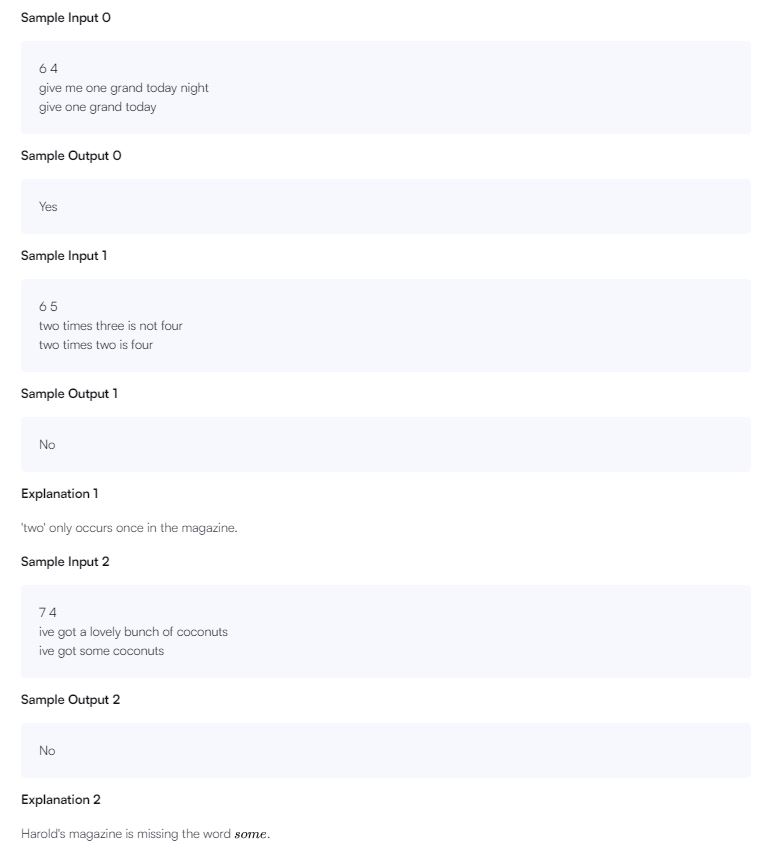 Sample Input 0
6 4
give me one grand today night
give one grand today
Sample Output 0
Yes
Sample Input 1
6 5
two times three is not four
two times two is four
Sample Output 1
No
Explanation 1
'two' only occurs once in the magazine.
Sample Input 2
7 4
ive got a lovely bunch of coconuts
ive got some coconuts
Sample Output 2
No
Explanation 2
Harold's magazine is missing the word some.